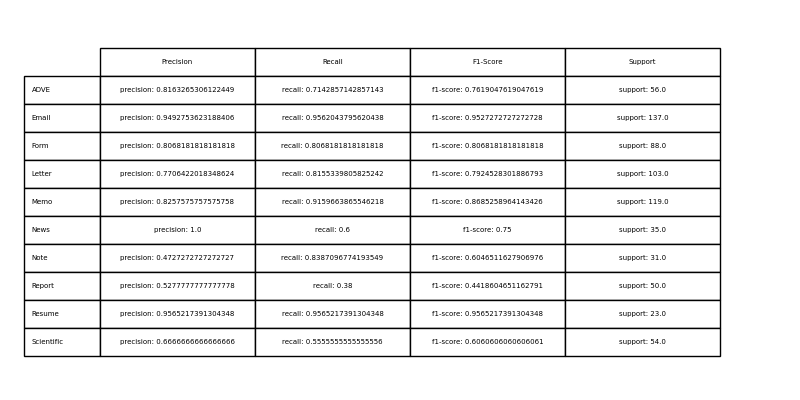 Precision Recall F1-Score Support
ADVE precision: 0.8163265306122449 recall: 0.7142857142857143 f1-score: 0.7619047619047619 support: 56.0
Email precision: 0.9492753623188406 recall: 0.9562043795620438 f1-score: 0.9527272727272728 support: 137.0
Form precision: 0.8068181818181818 recall: 0.8068181818181818 f1-score: 0.8068181818181818 support: 88.0
Letter precision: 0.7706422018348624 recall: 0.8155339805825242 f1-score: 0.7924528301886793 support: 103.0
Memo precision: 0.8257575757575758 recall: 0.9159663865546218 f1-score: 0.8685258964143426 support: 119.0
News precision: 1.0 recall: 0.6 f1-score: 0.75 support: 35.0
Note precision: 0.4727272727272727 recall: 0.8387096774193549 f1-score: 0.6046511627906976 support: 31.0
Report precision: 0.5277777777777778 recall: 0.38 f1-score: 0.4418604651162791 support: 50.0
Resume precision: 0.9565217391304348 recall: 0.9565217391304348 f1-score: 0.9565217391304348 support: 23.0
Scientific precision: 0.6666666666666666 recall: 0.5555555555555556 f1-score: 0.6060606060606061 support: 54.0